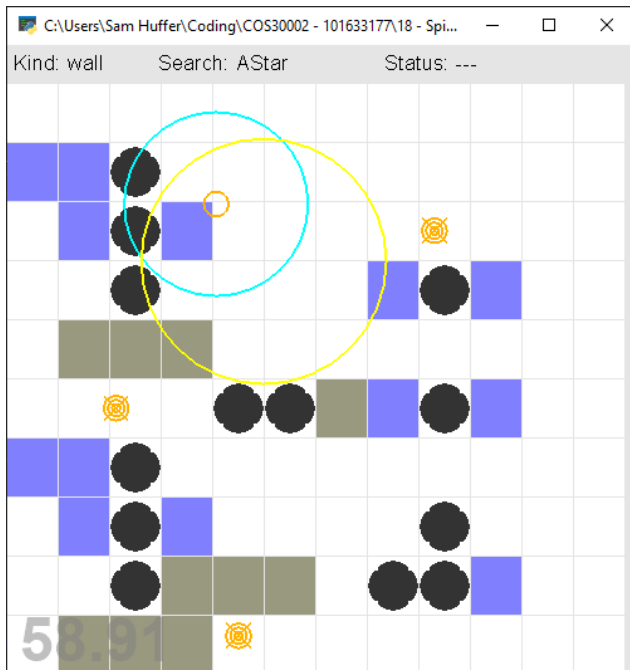 C:\Users\Sam Huffer\Coding\COS30002 - 101633177\18 - Spi...
Kind: wall Search: AStar Status: ---
58.91